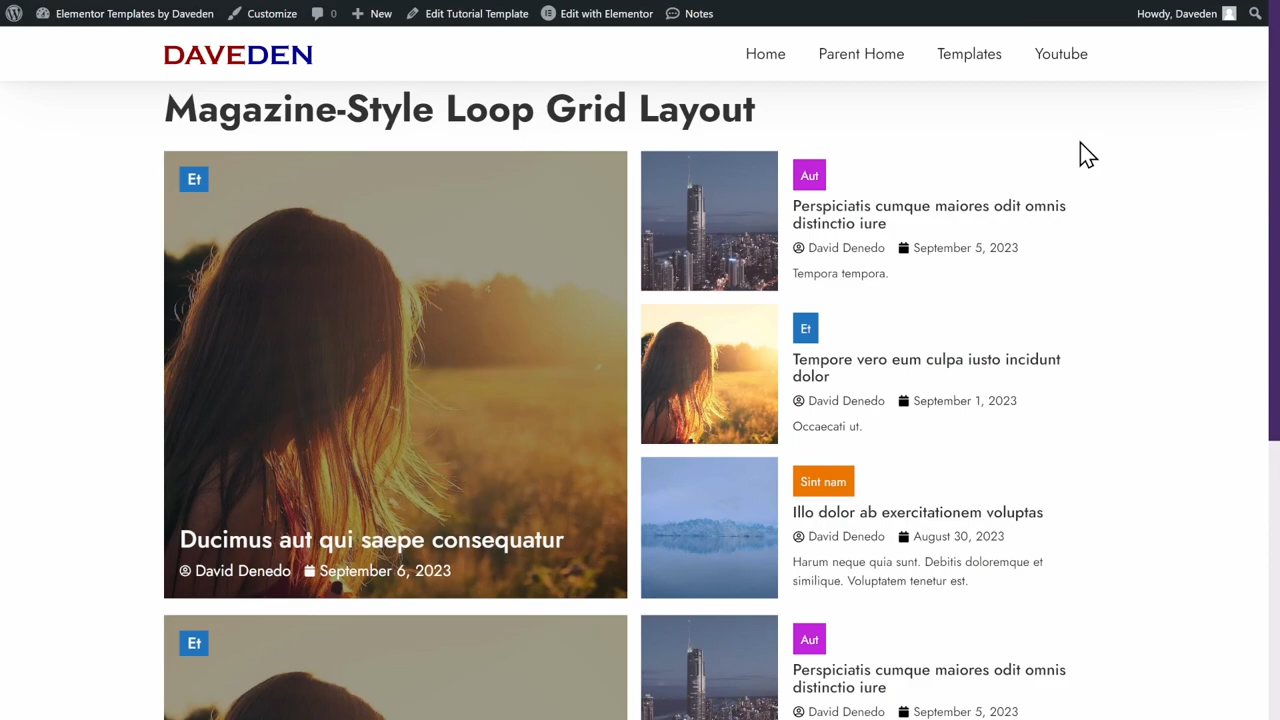 Elementor Templates by Daveden Customize 0 New Edit Tutorial Template Edit with Elementor Notes Howdy, Daveden
DAVEDEN Home Parent Home Templates Youtube
Magazine-Style Loop Grid Layout
Et
Ducimus aut qui saepe consequatur
David Denedo September 6, 2023
Aut
Perspiciatis cumque maiores odit omnis
distinctio iure
David Denedo September 5, 2023
Tempora tempora.
Et
Tempore vero eum culpa iusto incidunt
dolor
David Denedo September 1, 2023
Occaecati ut.
Sint nam
Illo dolor ab exercitationem voluptas
David Denedo August 30, 2023
Harum neque quia sunt. Debitis doloremque et
similique. Voluptatem tenetur est.
Et
Aut
Perspiciatis cumque maiores odit omnis
distinctio iure
David Denedo September 5, 2023